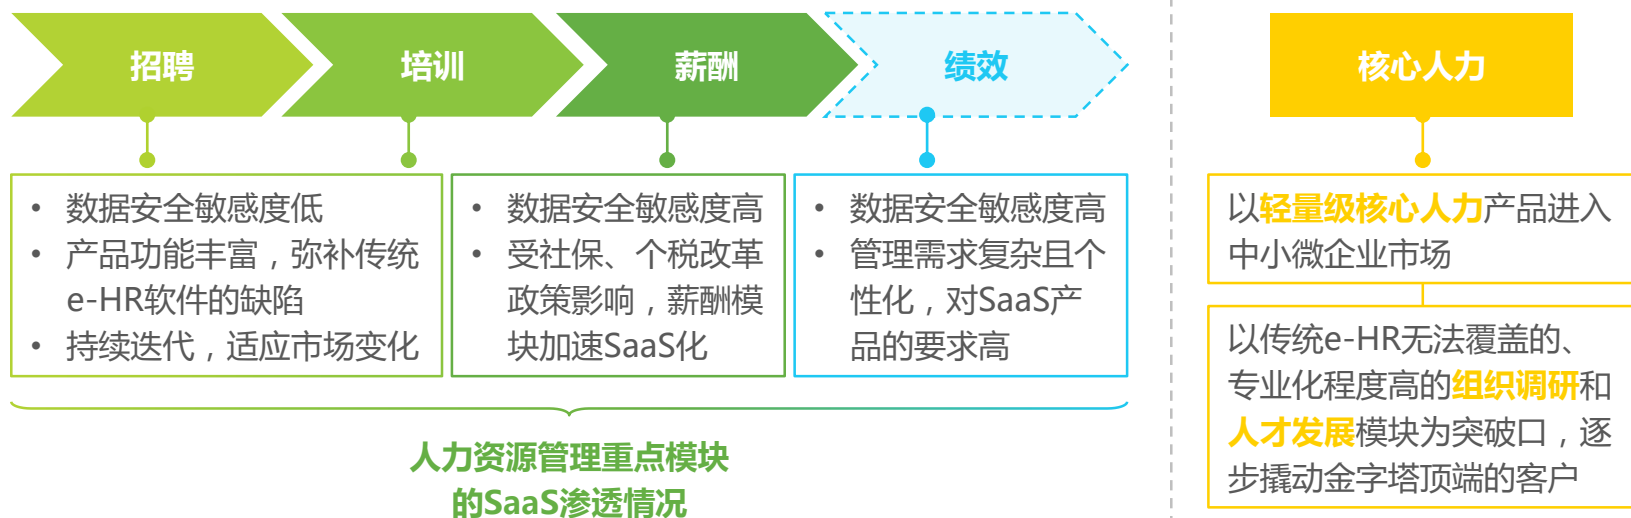 招聘
培训
薪酬
绩效
• 数据安全敏感度低
• 产品功能丰富，弥补传统
e-HR软件的缺陷
• 持续迭代，适应市场变化
• 数据安全敏感度高
• 受社保、个税改革
政策影响，薪酬模
块加速SaaS化
• 数据安全敏感度高
• 管理需求复杂且个
性化，对SaaS产
品的要求高
人力资源管理重点模块
的SaaS渗透情况
核心人力
以轻量级核心人力产品进入
中小微企业市场
以传统e-HR无法覆盖的、
专业化程度高的组织调研和
人才发展模块为突破口，逐
步撬动金字塔顶端的客户